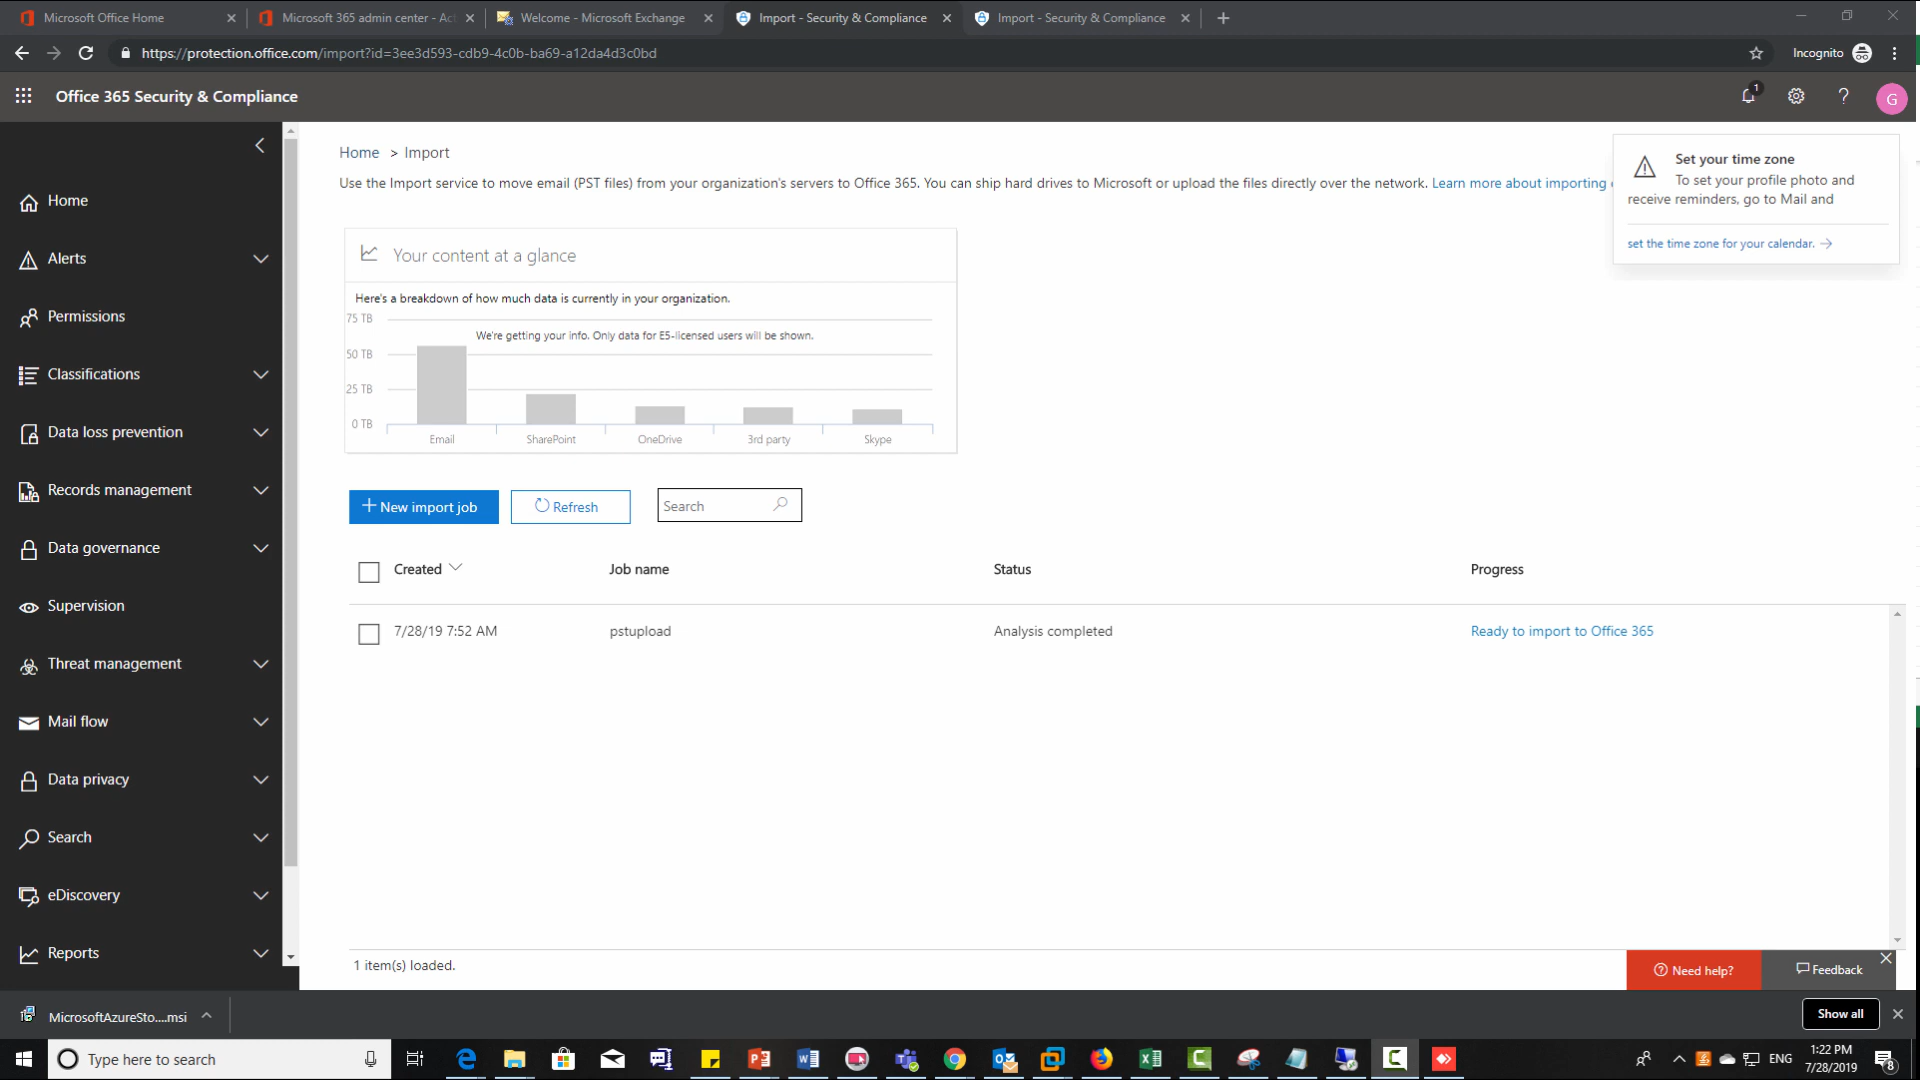 Microsoft Office Home
Microsoft 365 admin center - Ac
Welcome - Microsoft Exchange
Import - Security & Compliance
Import - Security & Compliance
https://protection.office.com/import?id=3ee3d593-cdb9-4c0b-ba69-a12da4d3c0bd
Incognito
Office 365 Security & Compliance
1
?
G
Home
Alerts
Permissions
Classifications
Data loss prevention
Records management
Data governance
Supervision
Threat management
Mail flow
Data privacy
Search
eDiscovery
Reports
Home > Import
Use the Import service to move email (PST files) from your organization's servers to Office 365. You can ship hard drives to Microsoft or upload the files directly over the network. Learn more about importing
Set your time zone
To set your profile photo and
receive reminders, go to Mail and
set the time zone for your calendar.
Your content at a glance
Here's a breakdown of how much data is currently in your organization.
75 TB
We're getting your info. Only data for E5-licensed users will be shown.
50 TB
25 TB
0 TB
Email SharePoint OneDrive 3rd party Skype
New import job
Refresh
Search
Created Job name Status Progress
7/28/19 7:52 AM pstupload Analysis completed Ready to import to Office 365
1 item(s) loaded.
Need help?
Feedback
MicrosoftAzureSto....msi
Show all
Type here to search
ENG
1:22 PM
7/28/2019
8